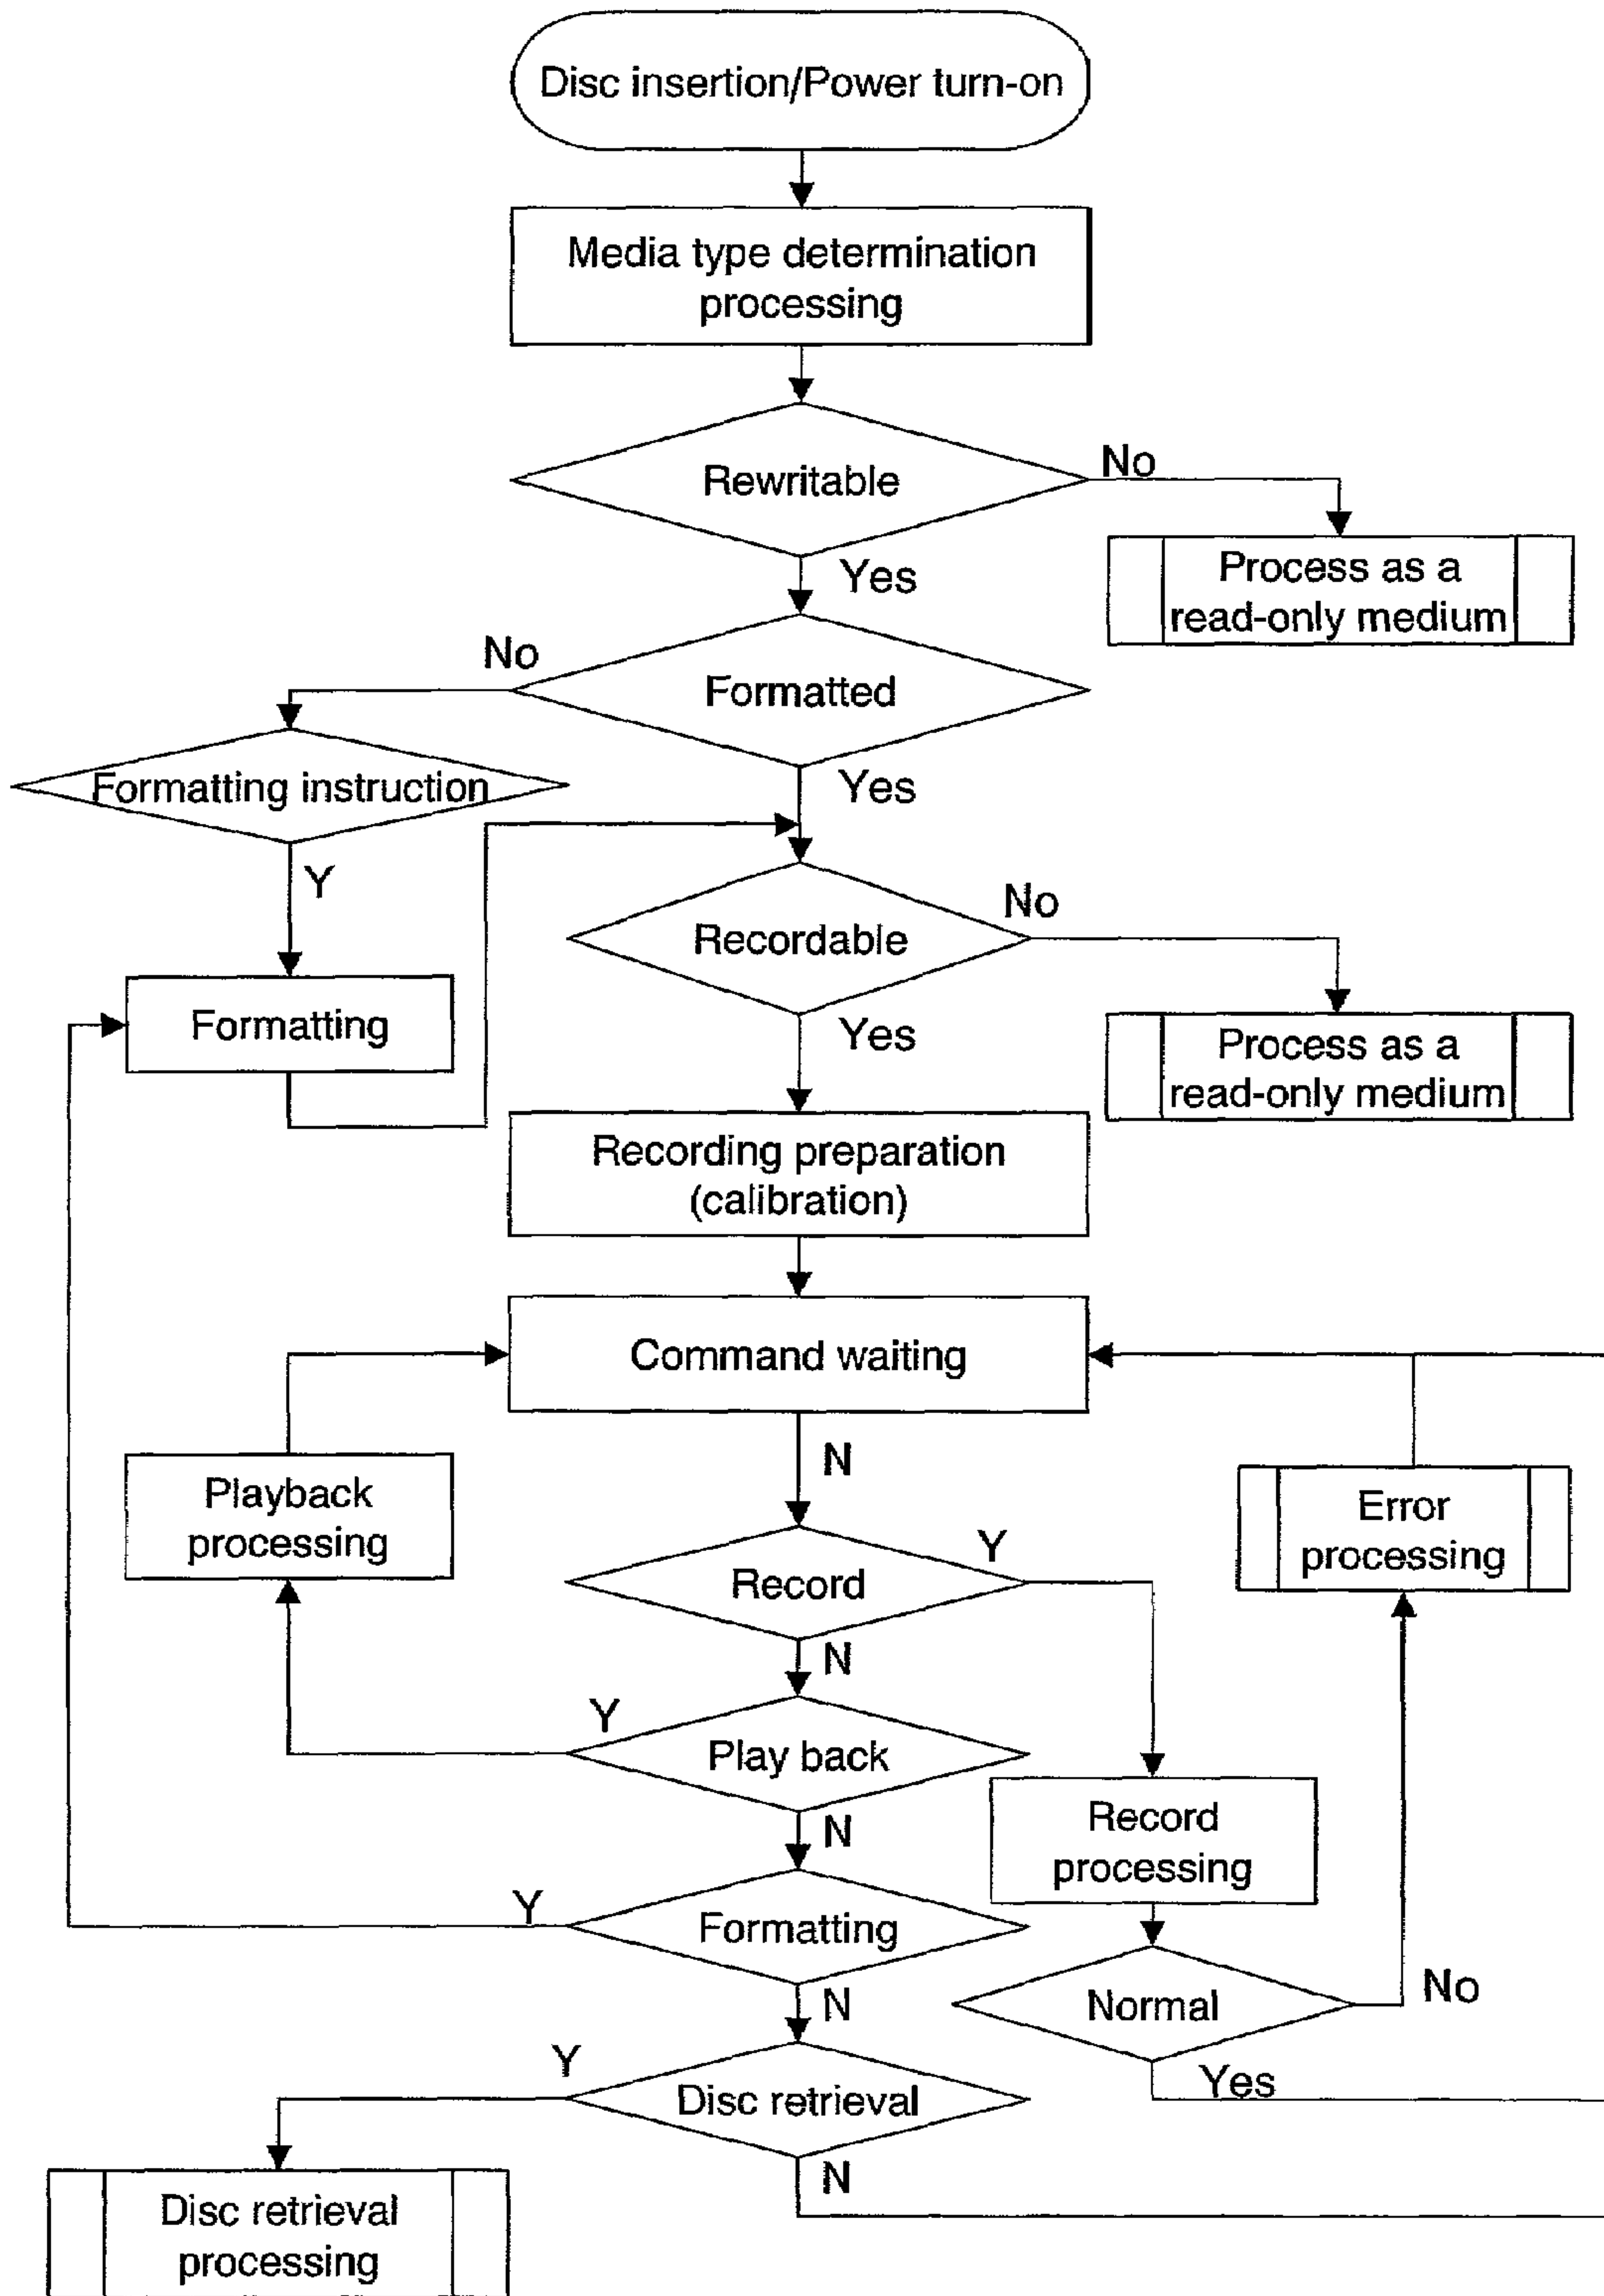 Disc insertion/Power turn-on
Media type determination
processing
Rewritable
No
Process as a
read-only medium
Yes
No
Formatted
Formatting instruction
Yes
Y
No
Recordable
Formatting
Yes
Process as a
read-only medium
Recording preparation
(calibration)
Command waiting
N
Playback
processing
Error
processing
Y
Record
N
Y
Play back
N
Record
processing
Y
Formatting
N
Normal
No
Y
Disc retrieval
Yes
N
Disc retrieval
processing